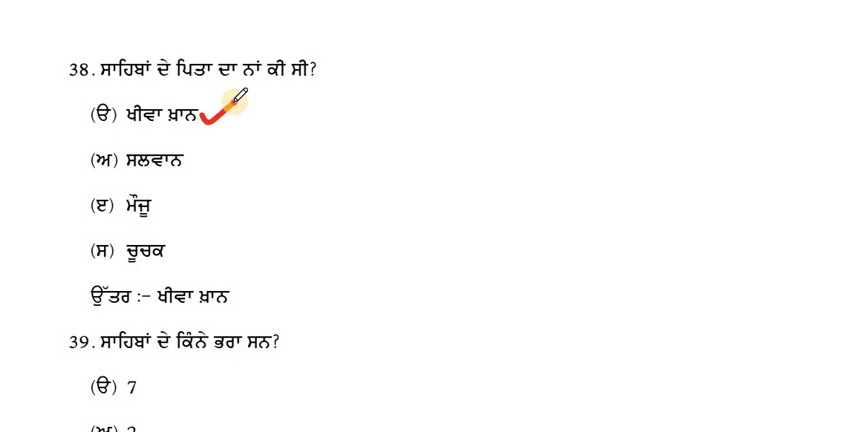 38. ਸਾਹਿਬਾਂ ਦੇ ਪਿਤਾ ਦਾ ਨਾਂ ਕੀ ਸੀ?
(ੳ) ਖੀਵਾ ਖ਼ਾਨ
(ਅ) ਸਲਵਾਨ
(ੲ) ਮੌਜੂ
(ਸ) ਚੂਚਕ
ਉੱਤਰ :- ਖੀਵਾ ਖ਼ਾਨ
39. ਸਾਹਿਬਾਂ ਦੇ ਕਿੰਨੇ ਭਰਾ ਸਨ?
(ੳ) 7